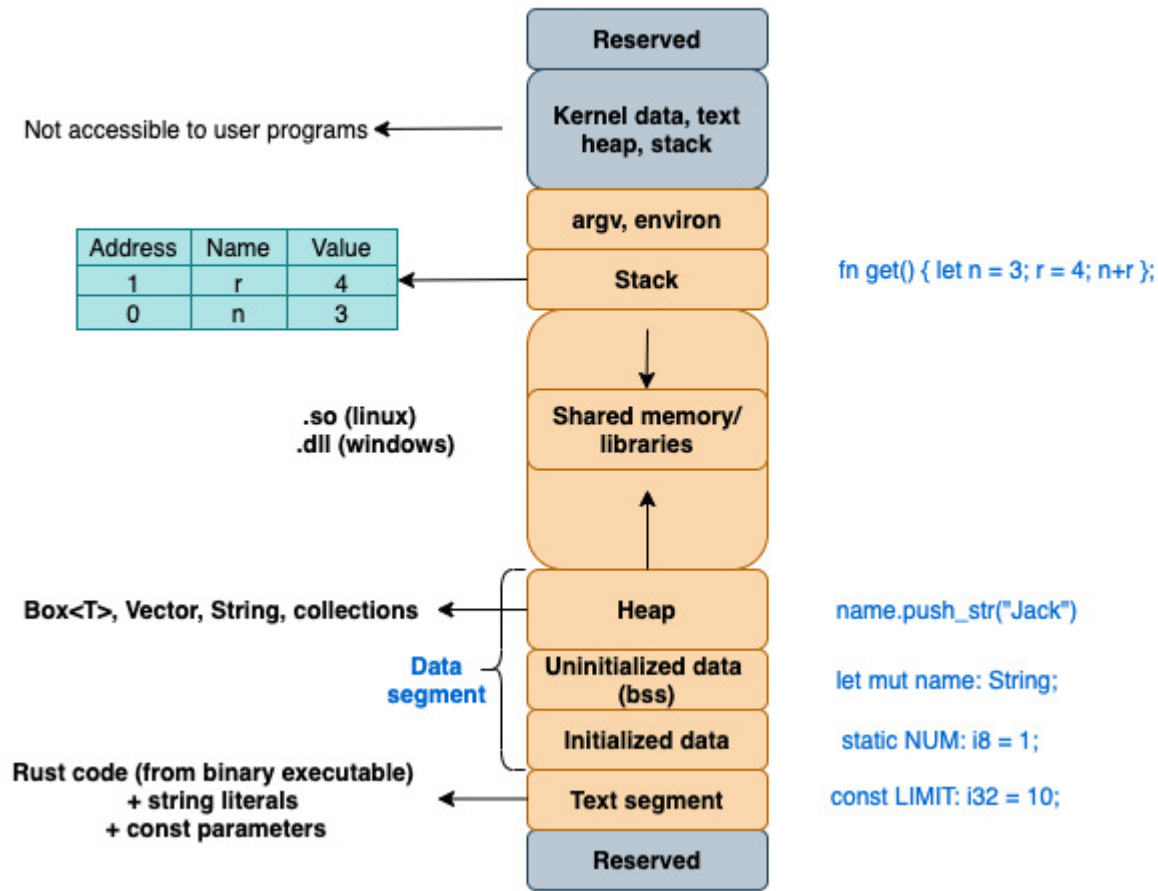 Reserved
Kernel data, text
heap, stack
Not accessible to user programs
argv, environ
Address Name Value
1 r 4
0 n 3
Stack
fn get() { let n = 3; r = 4; n+r };
.so (linux)
.dll (windows)
Shared memory/
libraries
Box<T>, Vector, String, collections
Heap
name.push_str("Jack")
Data
segment
Uninitialized data
(bss)
let mut name: String;
Initialized data
static NUM: i8 = 1;
Rust code (from binary executable)
+ string literals
+ const parameters
Text segment
const LIMIT: i32 = 10;
Reserved